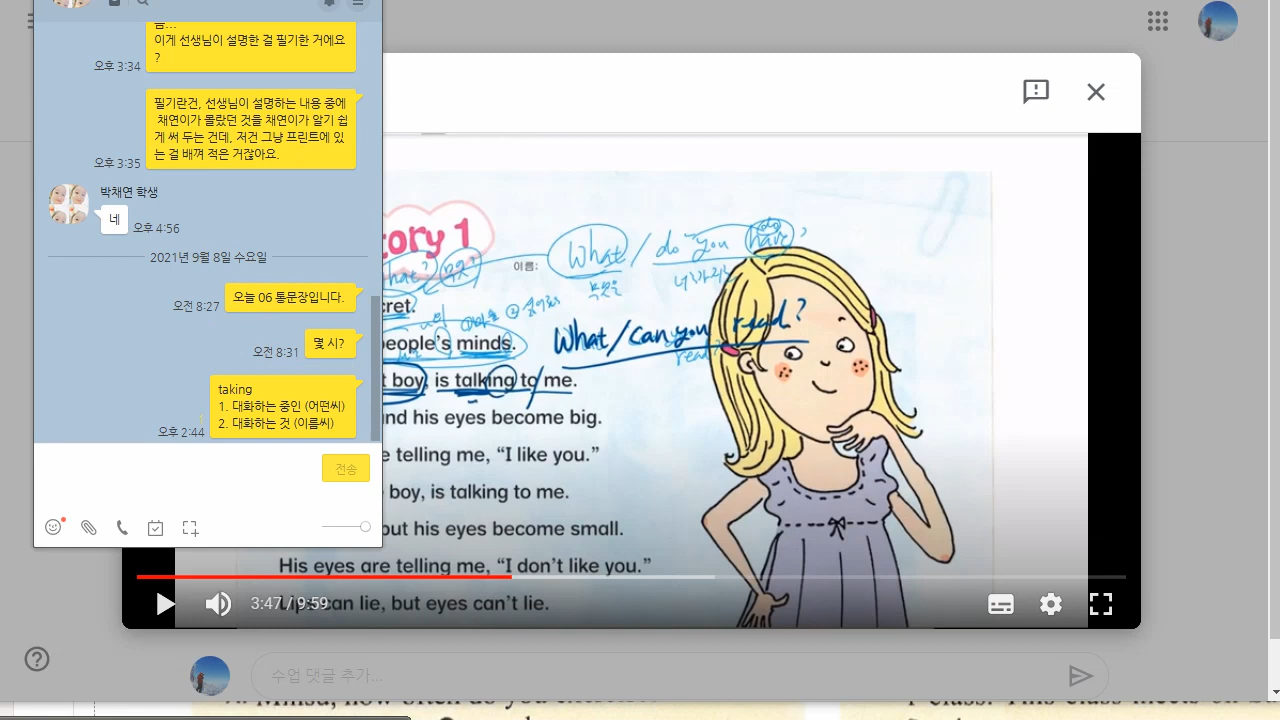 이게 선생님이 설명한 걸 필기한 거에요
?
오후 3:34
필기란건, 선생님이 설명하는 내용 중에
채연이가 몰랐던 것을 채연이가 알기 쉽
게 써 두는 건데, 저건 그냥 프린트에 있
는 걸 배껴 적은 거잖아요.
오후 3:35
박채연 학생
네
오후 4:56
2021년 9월 8일 수요일
오늘 06 통문장입니다.
오전 8:27
몇 시?
오전 8:31
taking
1. 대화하는 중인 (어떤씨)
2. 대화하는 것 (이름씨)
오후 2:44
전송
ory 1
이름:
What / do you have?
do
무엇을
cret.
people's minds.
What / can you read?
read
t boy, is talking to me.
nd his eyes become big.
e telling me, “I like you.”
boy, is talking to me.
but his eyes become small.
His eyes are telling me, “I don't like you.”
can lie, but eyes can't lie.
3:47 / 9:59
수업 댓글 추가...